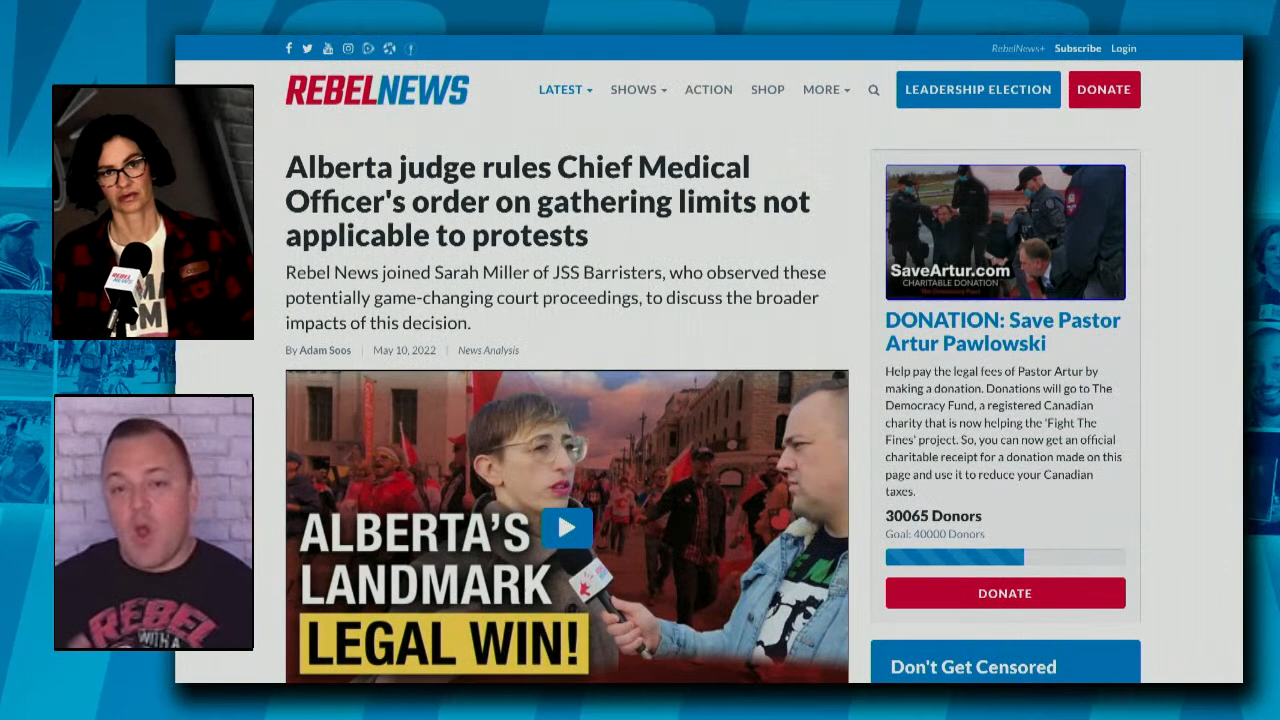 RebelNews+ Subscribe Login
REBELNEWS
LATEST SHOWS ACTION SHOP MORE LEADERSHIP ELECTION DONATE
Alberta judge rules Chief Medical
Officer's order on gathering limits not
applicable to protests
Rebel News joined Sarah Miller of JSS Barristers, who observed these
potentially game-changing court proceedings, to discuss the broader
impacts of this decision.
By Adam Soos | May 10, 2022 | News Analysis
ALBERTA'S
LANDMARK
LEGAL WIN!
SaveArtur.com
CHARITABLE DONATION
DONATION: Save Pastor
Artur Pawlowski
Help pay the legal fees of Pastor Artur by
making a donation. Donations will go to The
Democracy Fund, a registered Canadian
charity that is now helping the 'Fight The
Fines' project. So, you can now get an official
charitable receipt for a donation made on this
page and use it to reduce your Canadian
taxes.
30065 Donors
Goal: 40000 Donors
DONATE
Don't Get Censored
REBEL
NEWS
REBEL
WITH A